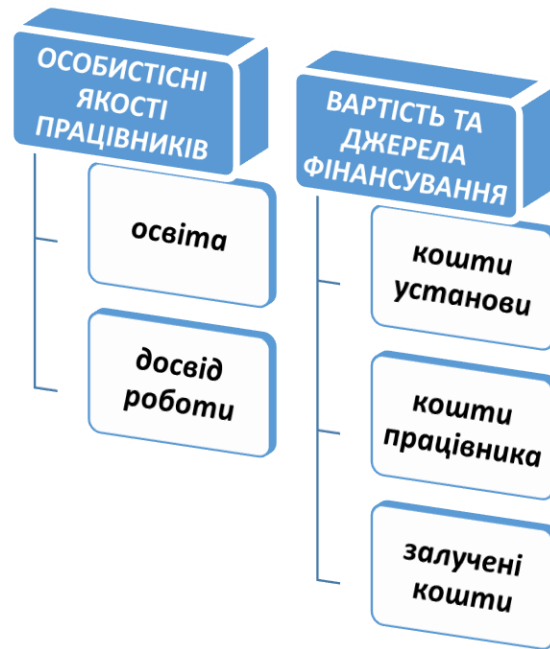 ОСОБИСТІСНІ
ЯКОСТІ
ПРАЦІВНИКІВ
освіта
досвід
роботи
ВАРТІСТЬ ТА
ДЖЕРЕЛА
ФІНАНСУВАННЯ
кошти
установи
кошти
працівника
залучені
кошти